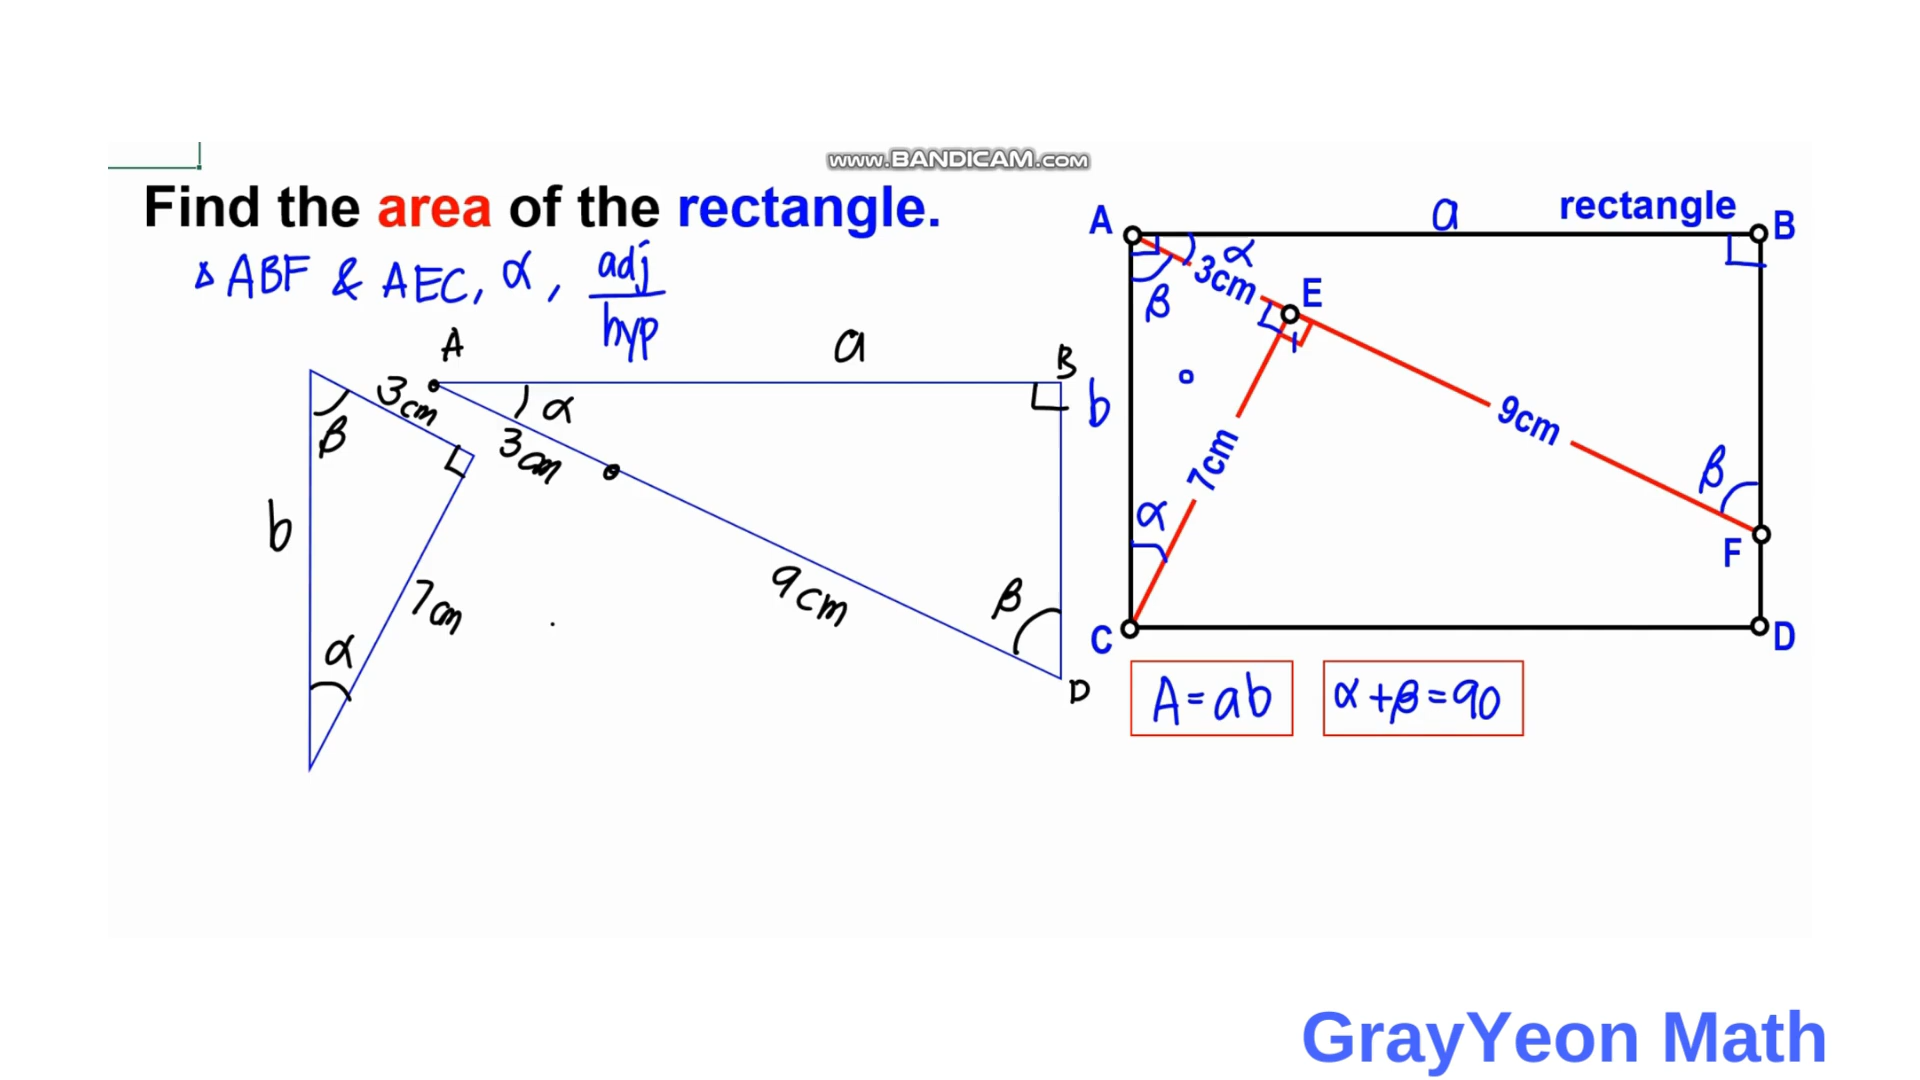 www.BANDICAM.com
Find the area of the rectangle.
△ ABF & AEC, α, adj/hyp
A
a
B
3cm
α
β
3cm
b
9cm
β
7cm
α
D
A
a
rectangle
B
α
3cm
E
β
b
9cm
7cm
β
α
F
C
D
A = ab
α + β = 90
GrayYeon Math